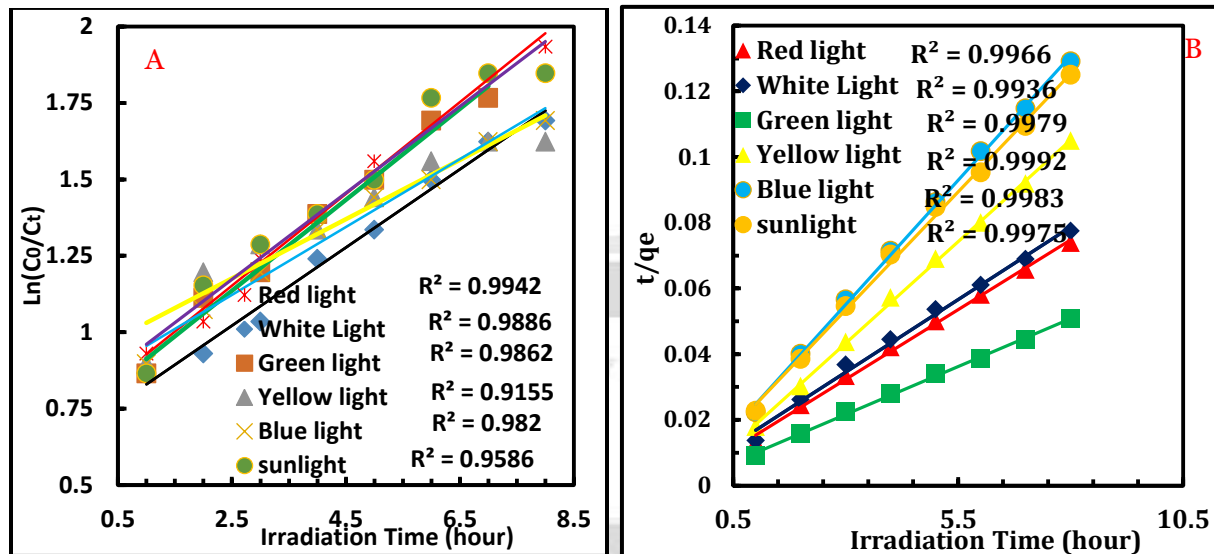 A
Ln(C0/Ct)
2
1.75
1.5
1.25
1
0.75
0.5
Red light R² = 0.9942
White Light R² = 0.9886
Green light R² = 0.9862
Yellow light R² = 0.9155
Blue light R² = 0.982
sunlight R² = 0.9586
0.5 2.5 4.5 6.5 8.5
Irradiation Time (hour)
B
t/qe
0.14
0.12
0.1
0.08
0.06
0.04
0.02
0
Red light R² = 0.9966
White Light R² = 0.9936
Green light R² = 0.9979
Yellow light R² = 0.9992
Blue light R² = 0.9983
sunlight R² = 0.9975
0.5 5.5 10.5
Irradiation Time (hour)